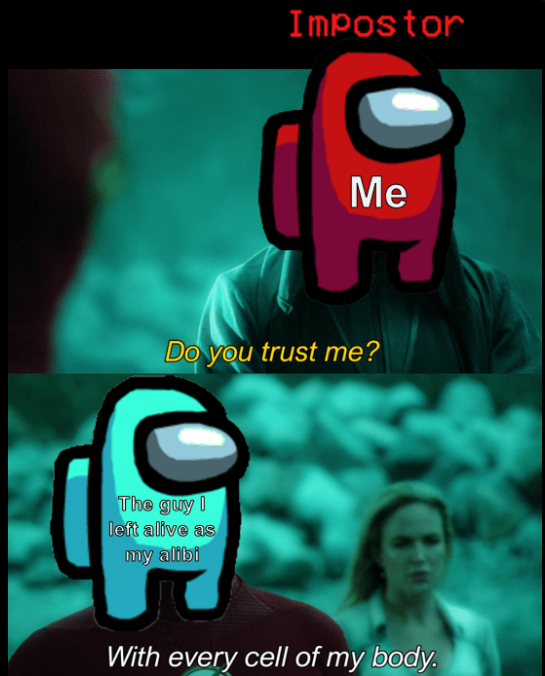 Impostor
Me
Do you trust me?
The guy I
left alive as
my alibi
With every cell of my body.